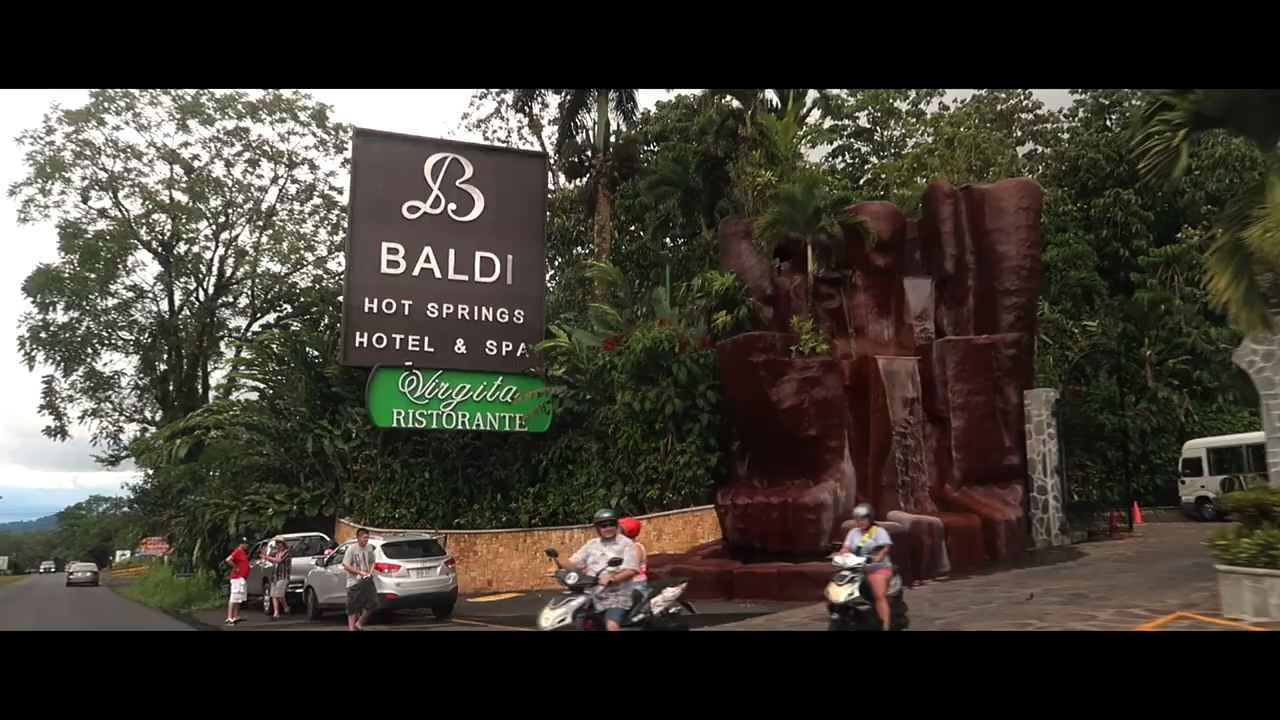 B
BALDI
HOT SPRINGS
HOTEL & SPA
Virgita
RISTORANTE